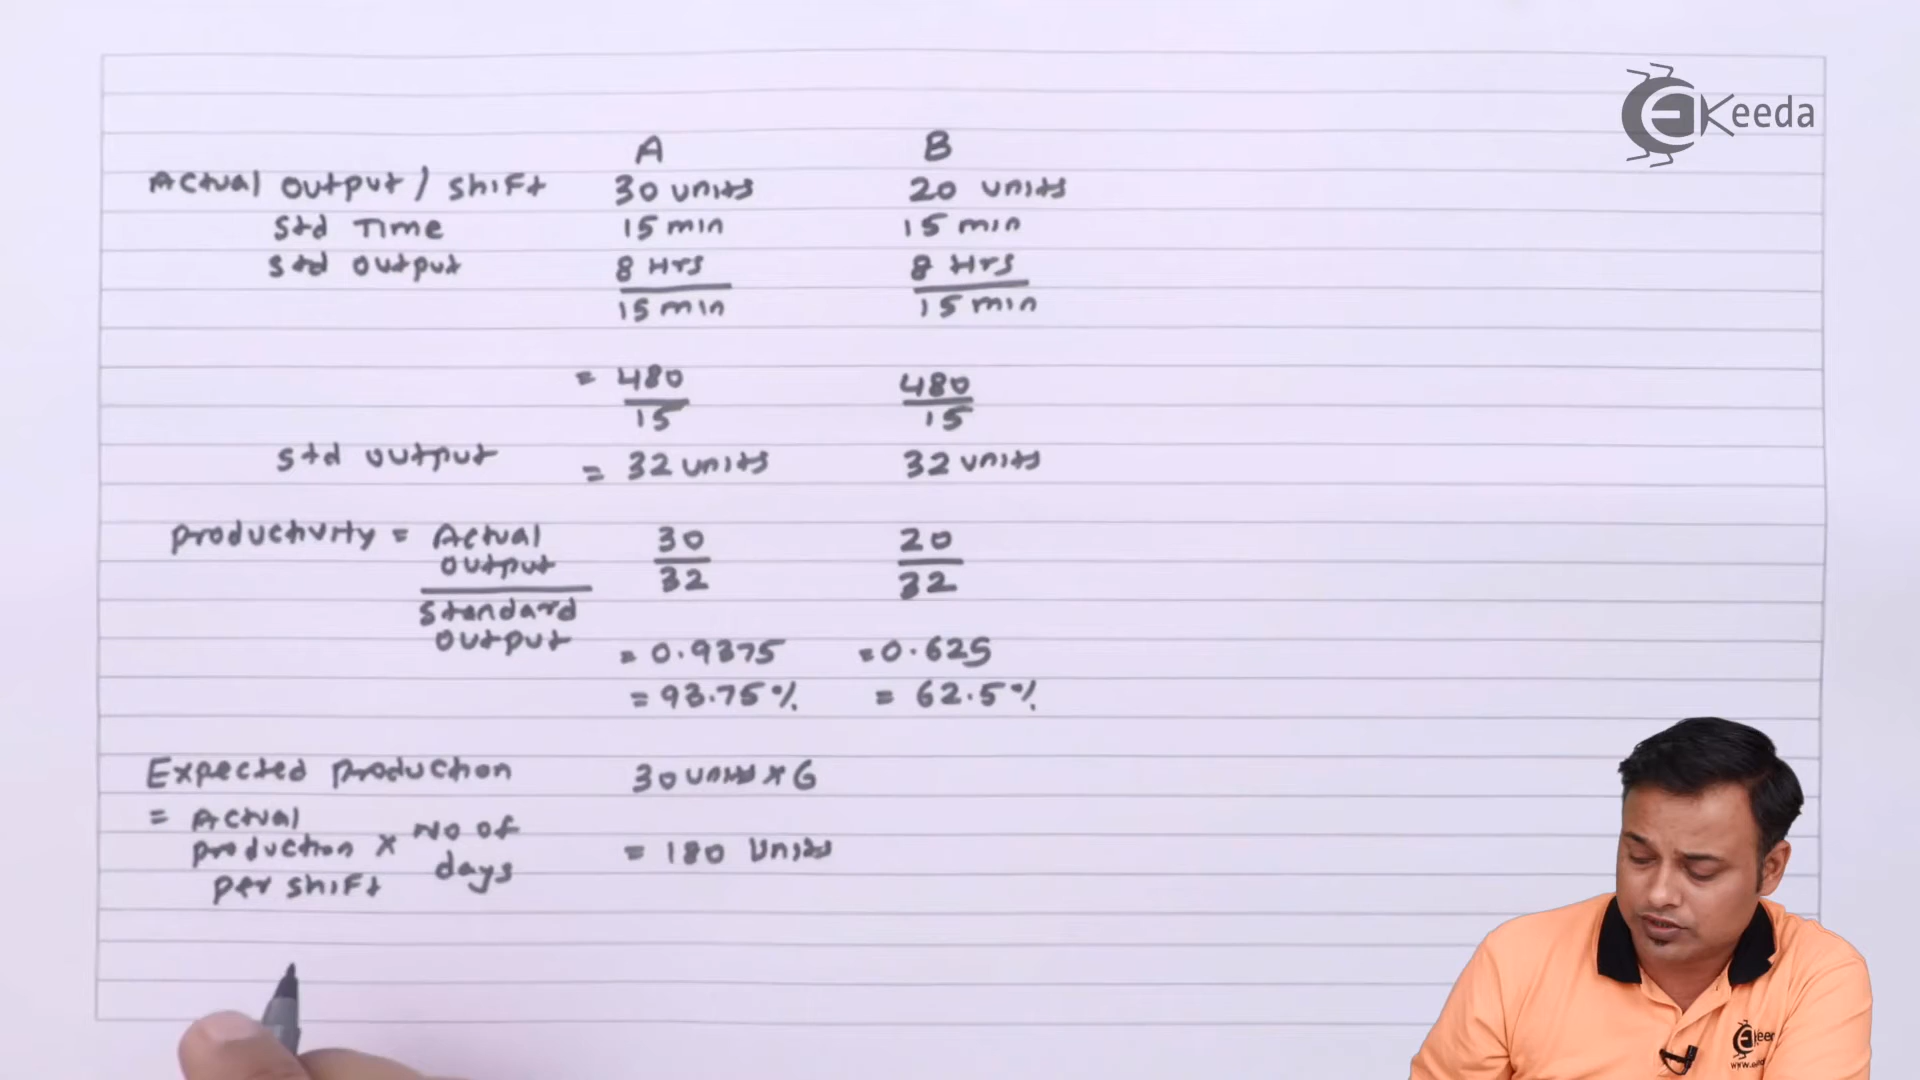 EKeeda
A B
Actual output / shift 30 units 20 units
Std Time 15 min 15 min
Std output 8 Hrs 8 Hrs
15 min 15 min
= 480 480
15 15
Std output = 32 units 32 units
Productivity = Actual 30 20
output
32 32
Standard
output
= 0.9375 = 0.625
= 93.75% = 62.5%
Expected Production 30 units x 6
= Actual No of
production x days = 180 Units
per shift